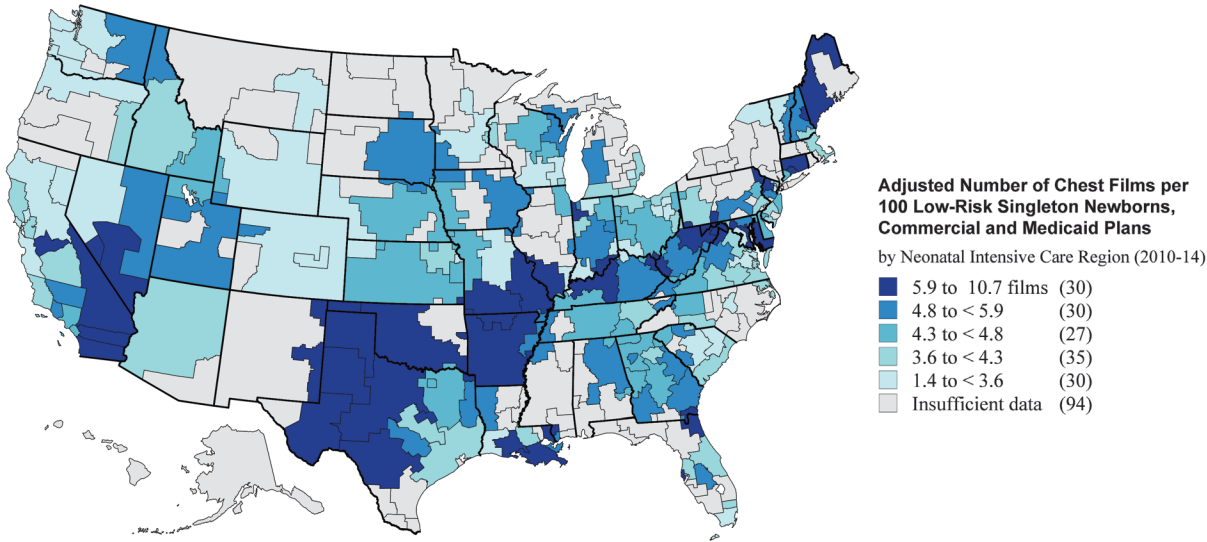 Adjusted Number of Chest Films per
100 Low-Risk Singleton Newborns,
Commercial and Medicaid Plans
by Neonatal Intensive Care Region (2010-14)
5.9 to 10.7 films (30)
4.8 to < 5.9 (30)
4.3 to < 4.8 (27)
3.6 to < 4.3 (35)
1.4 to < 3.6 (30)
Insufficient data (94)